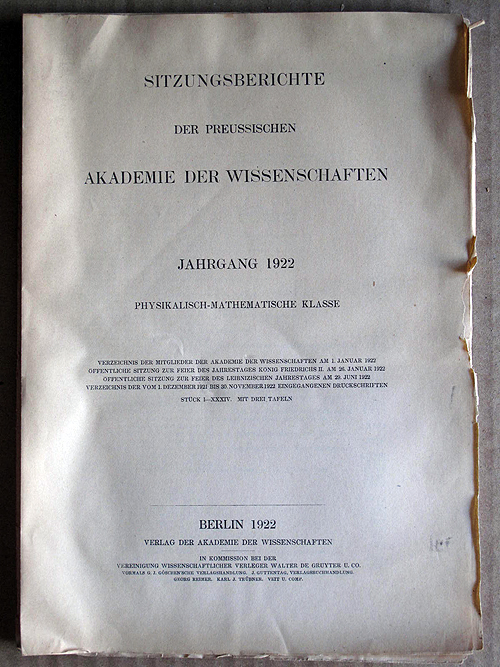 SITZUNGSBERICHTE
DER PREUSSISCHEN
AKADEMIE DER WISSENSCHAFTEN
JAHRGANG 1922
PHYSIKALISCH-MATHEMATISCHE KLASSE
VERZEICHNIS DER MITGLIEDER DER AKADEMIE DER WISSENSCHAFTEN AM 1. JANUAR 1922
ÖFFENTLICHE SITZUNG ZUR FEIER DES JAHRESTAGES KÖNIG FRIEDRICHS II. AM 26. JANUAR 1922
ÖFFENTLICHE SITZUNG ZUR FEIER DES LEIBNIZISCHEN JAHRESTAGES AM 29. JUNI 1922
VERZEICHNIS DER VOM 1. DEZEMBER 1921 BIS 30. NOVEMBER 1922 EINGEGANGENEN DRUCKSCHRIFTEN
STÜCK I—XXXIV. MIT DREI TAFELN
BERLIN 1922
VERLAG DER AKADEMIE DER WISSENSCHAFTEN
IN KOMMISSION BEI DER
VEREINIGUNG WISSENSCHAFTLICHER VERLEGER WALTER DE GRUYTER U. CO.
VORMALS G. J. GÖSCHEN'SCHE VERLAGSHANDLUNG. J. GUTTENTAG, VERLAGSBUCHHANDLUNG.
GEORG REIMER. KARL J. TRÜBNER. VEIT U. COMP.